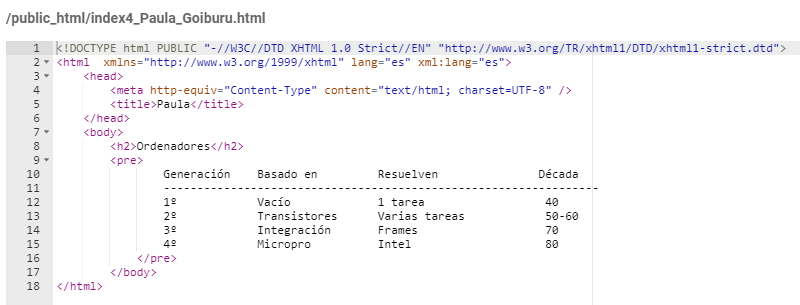 /public_html/index4_Paula_Goiburu.html
1 <!DOCTYPE html PUBLIC "-//W3C//DTD XHTML 1.0 Strict//EN" "http://www.w3.org/TR/xhtml1/DTD/xhtml1-strict.dtd">
2 <html  xmlns="http://www.w3.org/1999/xhtml" lang="es" xml:lang="es">
3     <head>
4         <meta http-equiv="Content-Type" content="text/html; charset=UTF-8" />
5         <title>Paula</title>
6     </head>
7     <body>
8         <h2>Ordenadores</h2>
9         <pre>
10                 Generación    Basado en         Resuelven                   Década
11                 -----------------------------------------------------------------
12                 1º            Vacío             1 tarea                      40
13                 2º            Transistores      Varias tareas                50-60
14                 3º            Integración       Frames                       70
15                 4º            Micropro          Intel                        80
16             </pre>
17         </body>
18 </html>